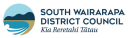 SOUTH WAIRARAPA
DISTRICT COUNCIL
Kia Reretahi Tātau